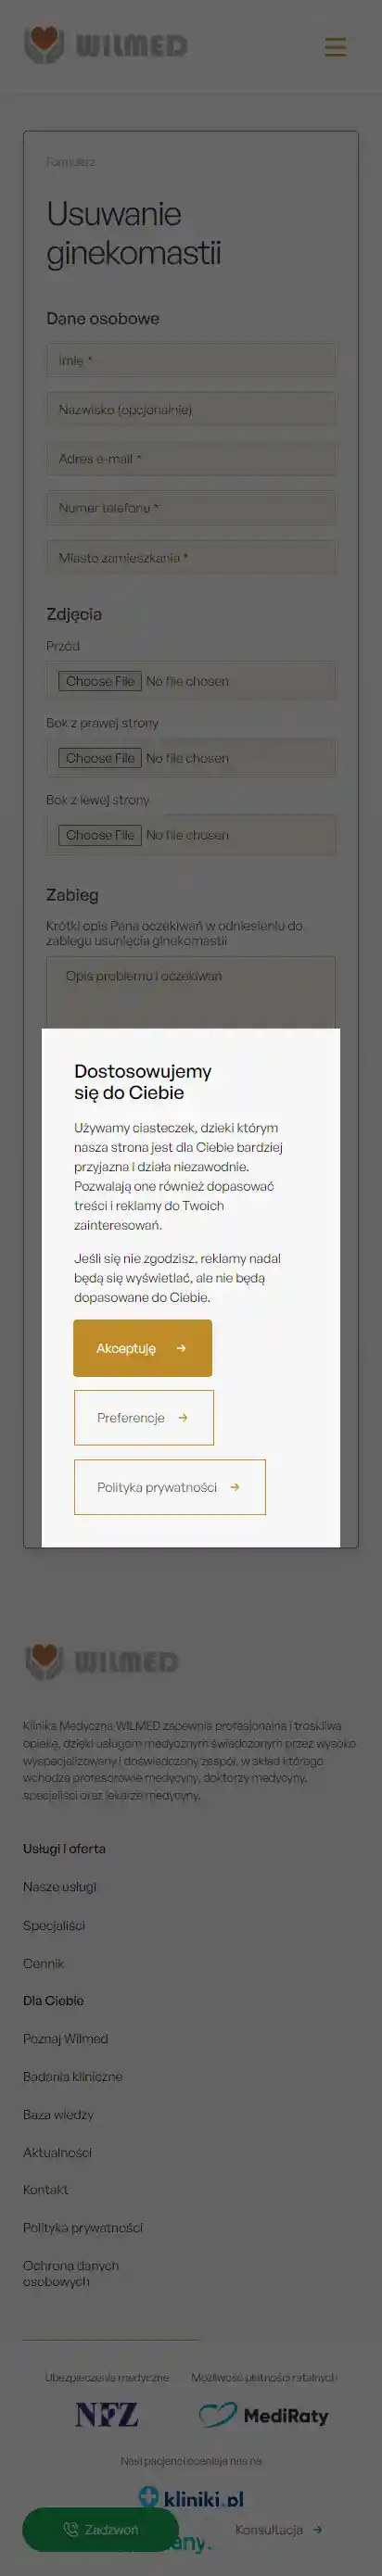 WILMED
Formularz
Usuwanie
ginekomastii
Dane osobowe
Imię *
Nazwisko (opcjonalnie)
Adres e-mail *
Numer telefonu *
Miasto zamieszkania *
Zdjęcia
Przód
Choose File No file chosen
Bok z prawej strony
Choose File No file chosen
Bok z lewej strony
Choose File No file chosen
Zabieg
Krótki opis Pana oczekiwań w odniesieniu do
zabiegu usunięcia ginekomastii
Opis problemu i oczekiwań
Dostosowujemy
się do Ciebie
Używamy ciasteczek, dzieki którym
nasza strona jest dla Ciebie bardziej
przyjazna i działa niezawodnie.
Pozwalają one również dopasować
treści i reklamy do Twoich
zainteresowań.
Jeśli się nie zgodzisz, reklamy nadal
będą się wyświetlać, ale nie będą
dopasowane do Ciebie.
Akceptuję →
Preferencje →
Polityka prywatności →
WILMED
Klinika Medyczna WILMED zapewnia profesjonalną i troskliwą
opiekę, dzięki usługom medycznym świadczonym przez wysoko
wyspecjalizowany i doświadczony zespół, w skład którego
wchodzą profesorowie medycyny, doktorzy medycyny,
specjaliści oraz lekarze medycyny.
Usługi i oferta
Nasze usługi
Specjaliści
Cennik
Dla Ciebie
Poznaj Wilmed
Badania kliniczne
Baza wiedzy
Aktualności
Kontakt
Polityka prywatności
Ochrona danych
osobowych
Ubezpieczenia medyczne Możliwość płatności ratalnych
NFZ MediRaty
Nasi pacjenci oceniają nas na:
kliniki.pl
Zadzwoń Konsultacja →